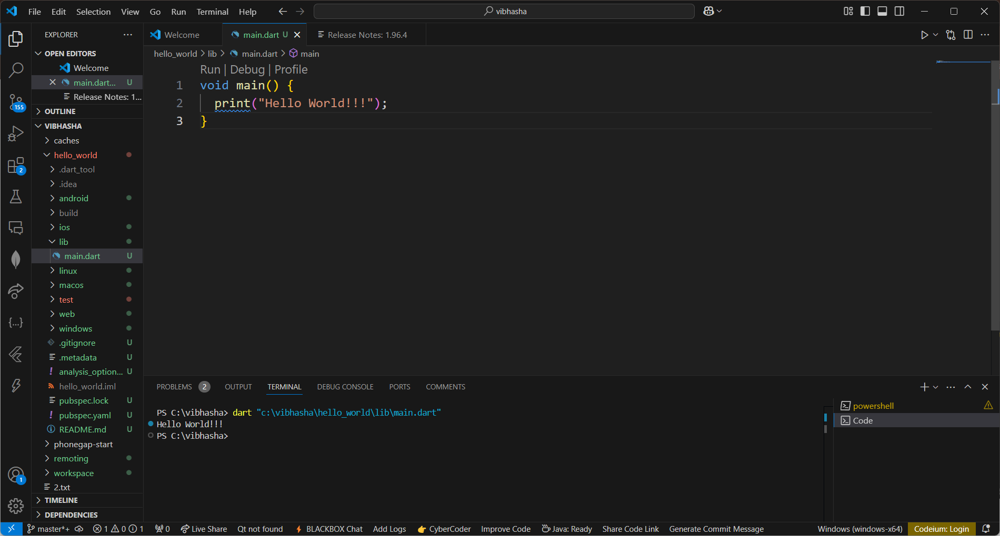 File Edit Selection View Go Run Terminal Help
vibhasha
EXPLORER
OPEN EDITORS
Welcome
main.dart... U
Release Notes: 1...
OUTLINE
VIBHASHA
caches
hello_world
.dart_tool
.idea
android
build
ios
lib
main.dart U
linux
macos
test
web
windows
.gitignore U
.metadata U
analysis_option... U
hello_world.iml
pubspec.lock U
pubspec.yaml U
README.md U
phonegap-start
remoting
workspace
2.txt
TIMELINE
DEPENDENCIES
155
2
1
Welcome
main.dart U
Release Notes: 1.96.4
hello_world > lib > main.dart > main
Run | Debug | Profile
1 void main() {
2 print("Hello World!!!");
3 }
PROBLEMS 2 OUTPUT TERMINAL DEBUG CONSOLE PORTS COMMENTS
PS C:\vibhasha> dart "c:\vibhasha\hello_world\lib\main.dart"
Hello World!!!
PS C:\vibhasha>
powershell
Code
master*+ 1 0 1 0 Live Share Qt not found BLACKBOX Chat Add Logs CyberCoder Improve Code Java: Ready Share Code Link Generate Commit Message Windows (windows-x64) Codeium: Login